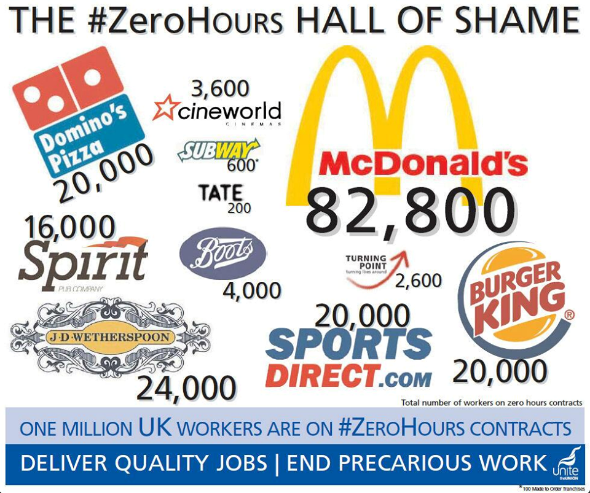 THE #ZeroHours HALL OF SHAME
Domino's
Pizza
20,000
3,600
cineworld
CINEMAS
SUBWAY
600*
TATE
200
McDonald's
82,800
16,000
Spirit
PUB COMPANY
Boots
4,000
TURNING
POINT
turning lives around
2,600
BURGER
KING
®
20,000
J·D·WETHERSPOON
24,000
20,000
SPORTS
DIRECT.COM
Total number of workers on zero hours contracts
ONE MILLION UK WORKERS ARE ON #ZeroHours CONTRACTS
DELIVER QUALITY JOBS | END PRECARIOUS WORK
unite
theUNION
*100 Made to Order franchises